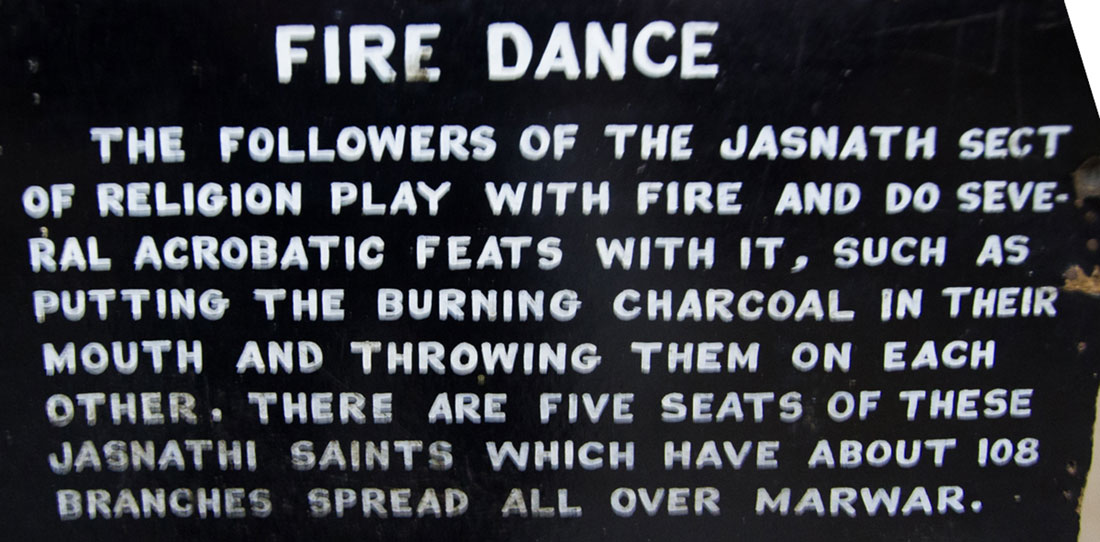 FIRE DANCE
THE FOLLOWERS OF THE JASNATH SECT
OF RELIGION PLAY WITH FIRE AND DO SEVE-
RAL ACROBATIC FEATS WITH IT, SUCH AS
PUTTING THE BURNING CHARCOAL IN THEIR
MOUTH AND THROWING THEM ON EACH
OTHER. THERE ARE FIVE SEATS OF THESE
JASNATHI SAINTS WHICH HAVE ABOUT 108
BRANCHES SPREAD ALL OVER MARWAR.